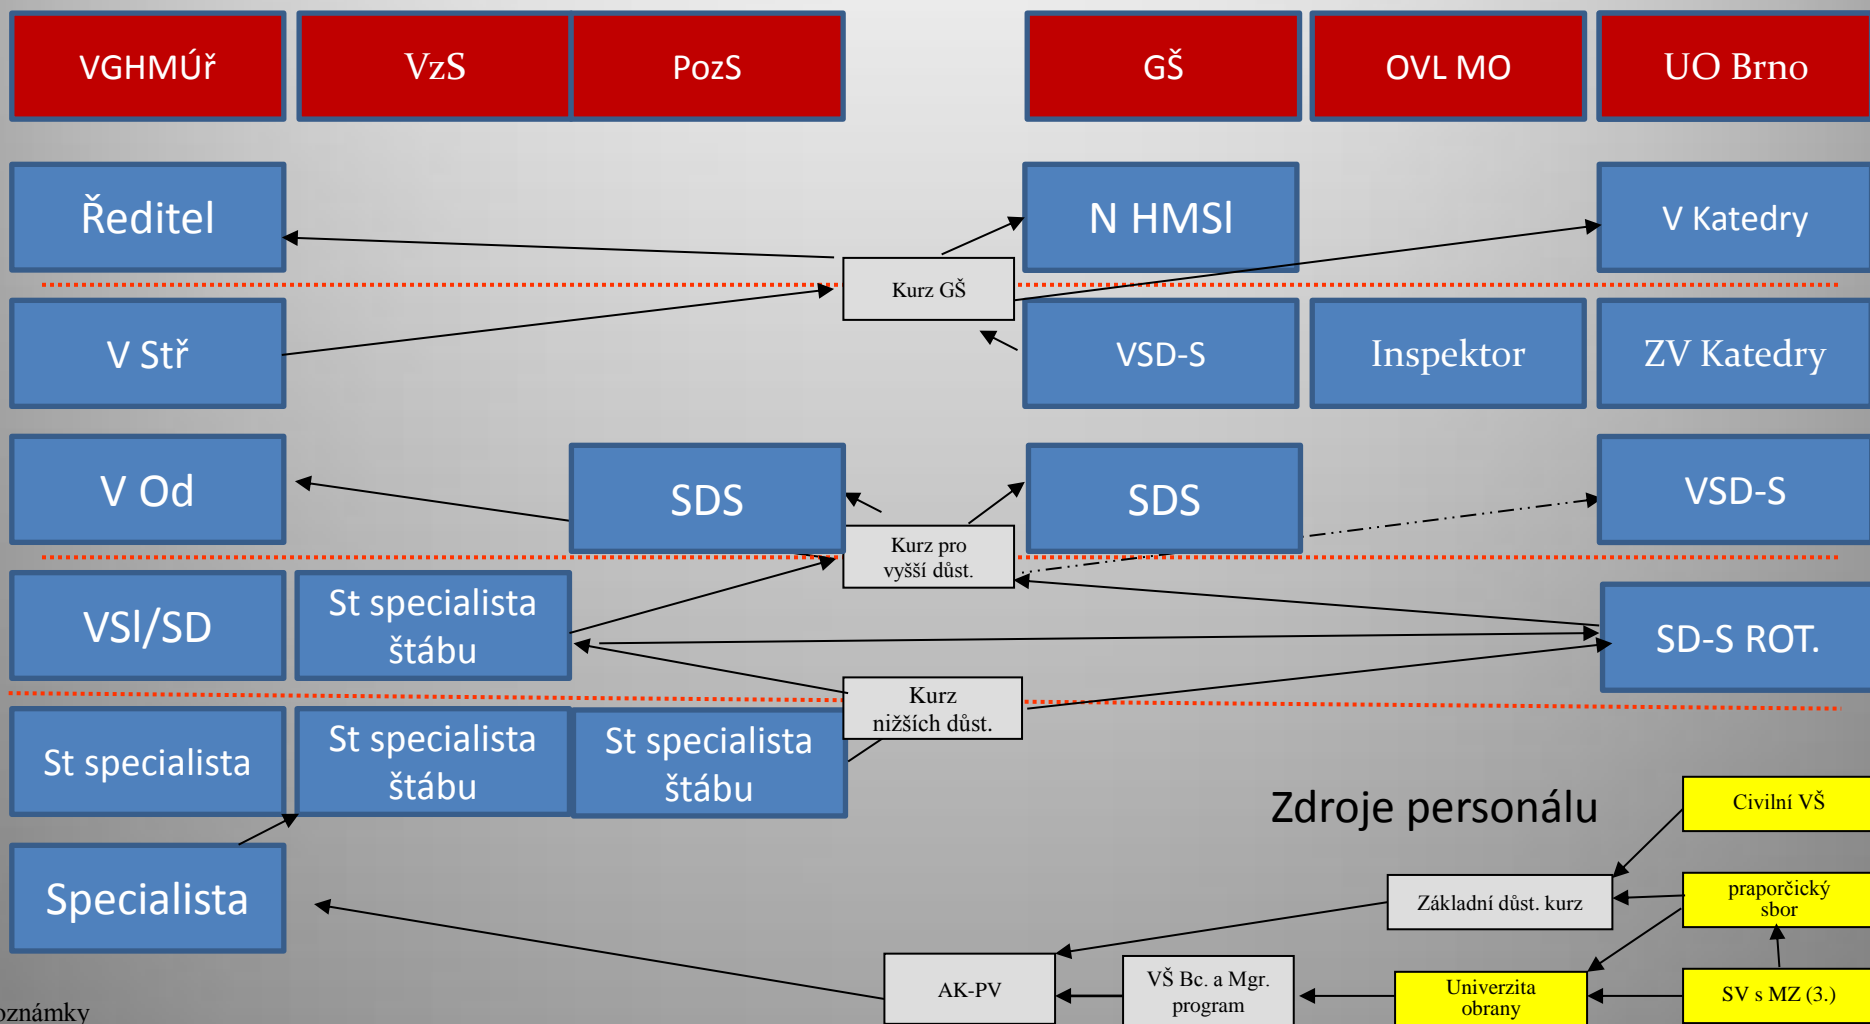 VGHMÚř
VzS
PozS
GŠ
OVL MO
UO Brno
Ředitel
N HMSl
V Katedry
Kurz GŠ
V Stř
VSD-S
Inspektor
ZV Katedry
V Od
SDS
SDS
VSD-S
Kurz pro
vyšší důst.
VSl/SD
St specialista
štábu
SD-S ROT.
Kurz
nižších důst.
St specialista
St specialista
štábu
St specialista
štábu
Zdroje personálu
Civilní VŠ
Specialista
Základní důst. kurz
praporčický
sbor
AK-PV
VŠ Bc. a Mgr.
program
Univerzita
obrany
SV s MZ (3.)
oznámky